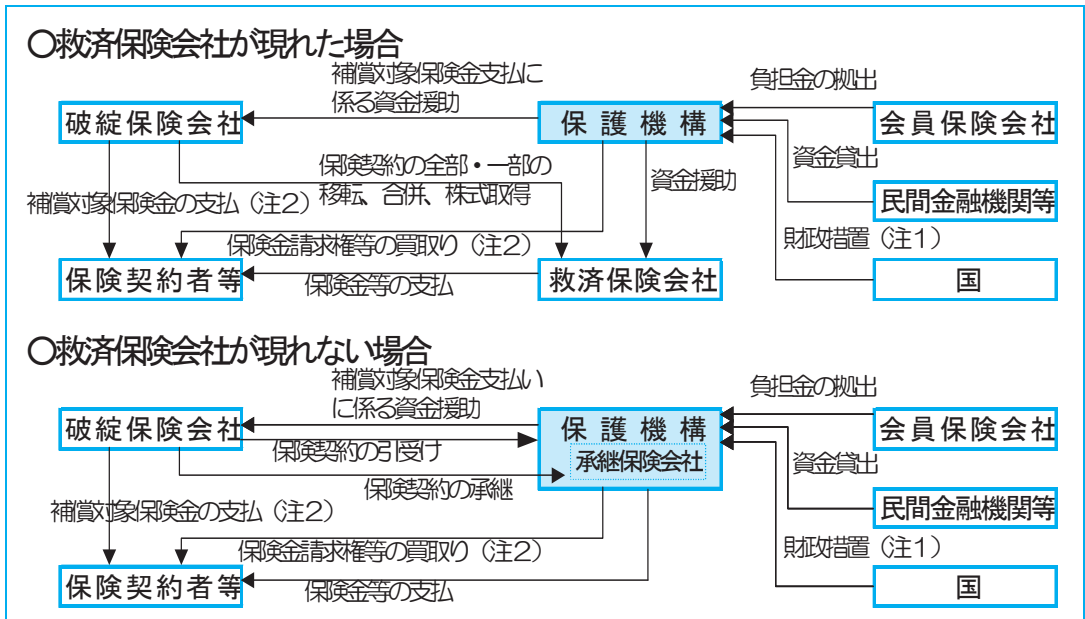 〇救済保険会社が現れた場合
補償対象保険金支払に
係る資金援助
負担金の拠出
破綻保険会社
保護機構
会員保険会社
保険契約の全部・一部の
移転、合併、株式取得
資金援助
資金貸出
補償対象保険金の支払（注2）
民間金融機関等
保険金請求権等の買取り（注2）
財政措置（注1）
保険契約者等
保険金等の支払
救済保険会社
国
〇救済保険会社が現れない場合
補償対象保険金支払い
に係る資金援助
負担金の拠出
破綻保険会社
保護機構
会員保険会社
保険契約の引受け
承継保険会社
資金貸出
保険契約の承継
補償対象保険金の支払（注2）
民間金融機関等
保険金請求権等の買取り（注2）
財政措置（注1）
保険契約者等
保険金等の支払
国